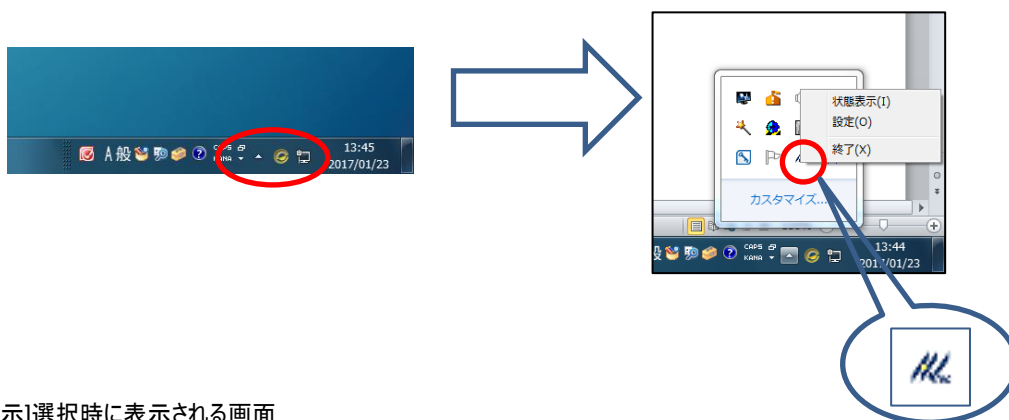 A般
CAPS
KANA
13:45
2017/01/23
状態表示(I)
設定(O)
終了(X)
カスタマイズ...
般
CAPS
KANA
13:44
2017/01/23
示]選択時に表示される画面